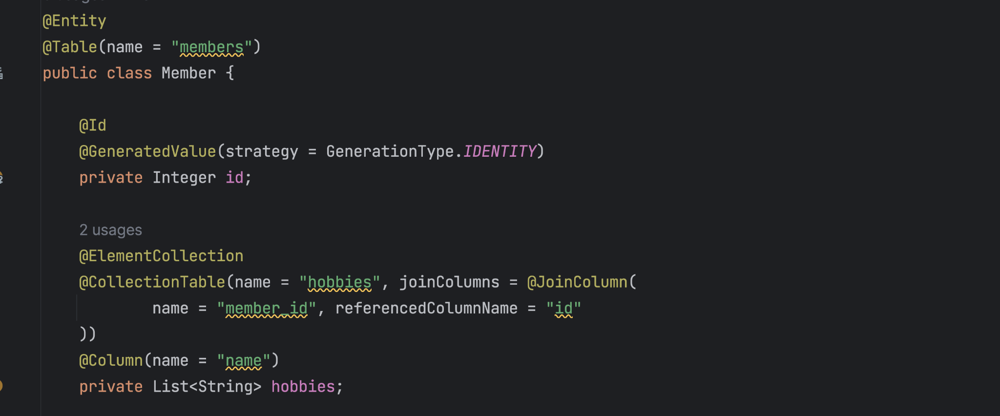 @Entity
@Table(name = "members")
public class Member {
@Id
@GeneratedValue(strategy = GenerationType.IDENTITY)
private Integer id;
2 usages
@ElementCollection
@CollectionTable(name = "hobbies", joinColumns = @JoinColumn(
name = "member_id", referencedColumnName = "id"
))
@Column(name = "name")
private List<String> hobbies;